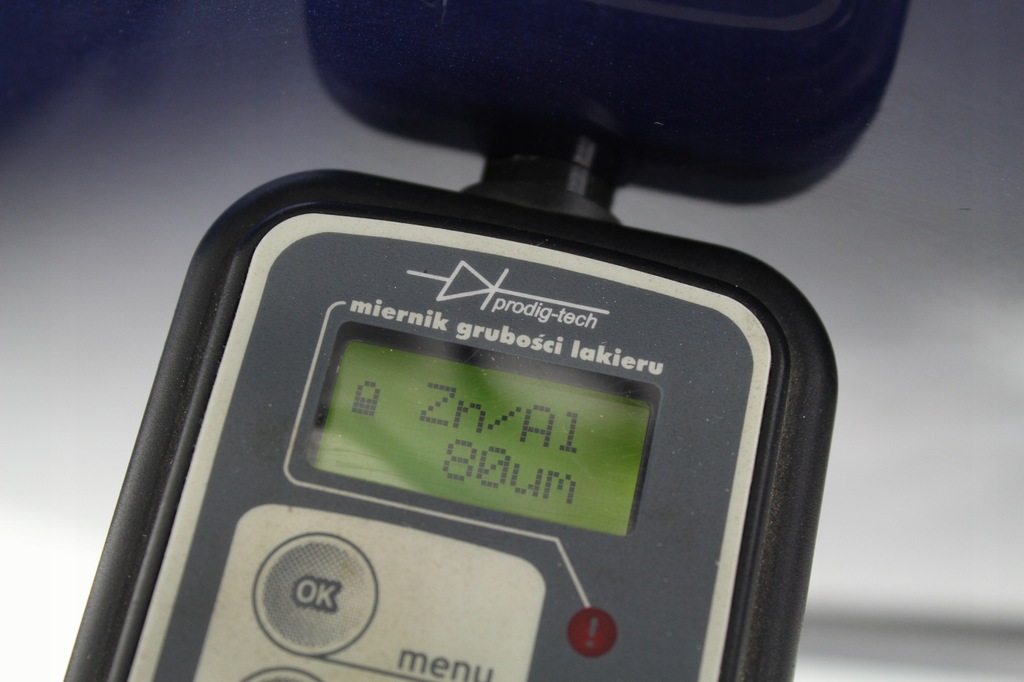 prodig-tech
miernik grubości lakieru
Zn/Al
80um
OK
menu
!